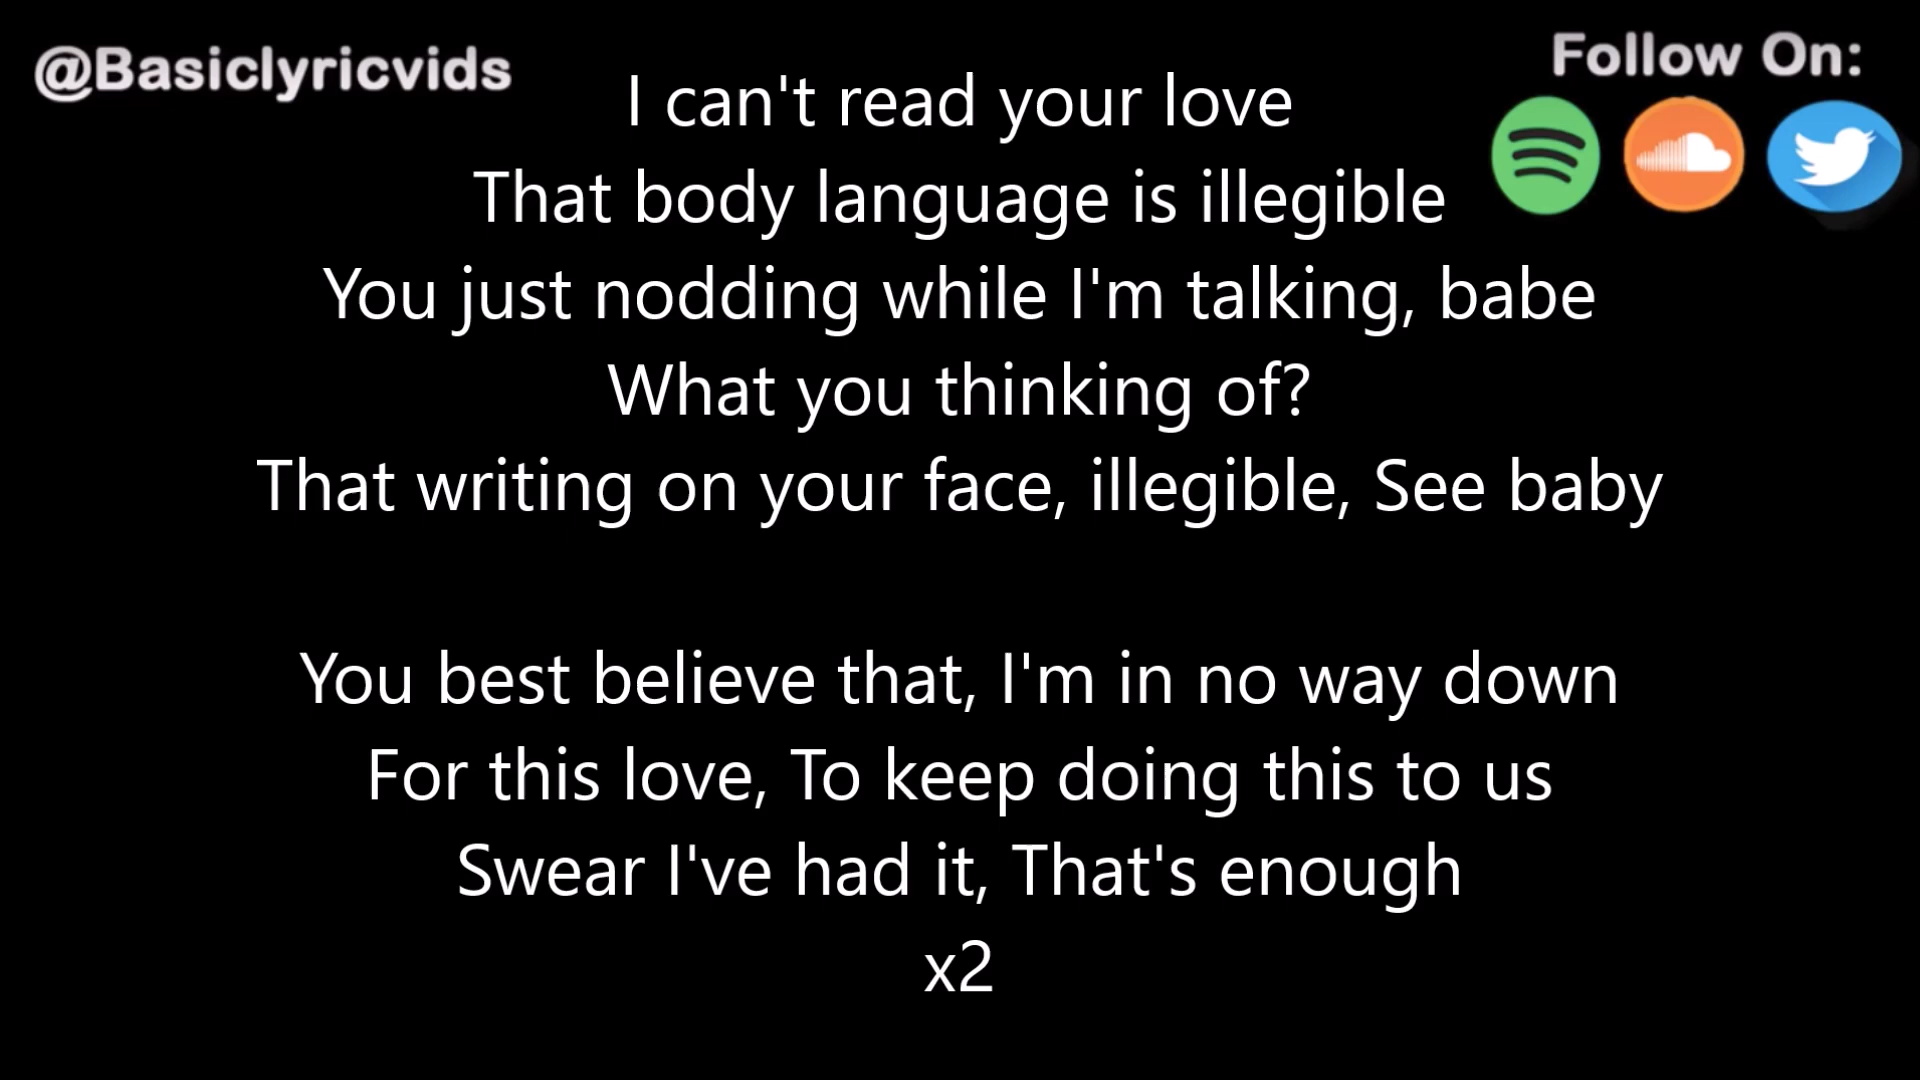 @Basiclyricvids
Follow On:
I can't read your love
That body language is illegible
You just nodding while I'm talking, babe
What you thinking of?
That writing on your face, illegible, See baby
You best believe that, I'm in no way down
For this love, To keep doing this to us
Swear I've had it, That's enough
x2